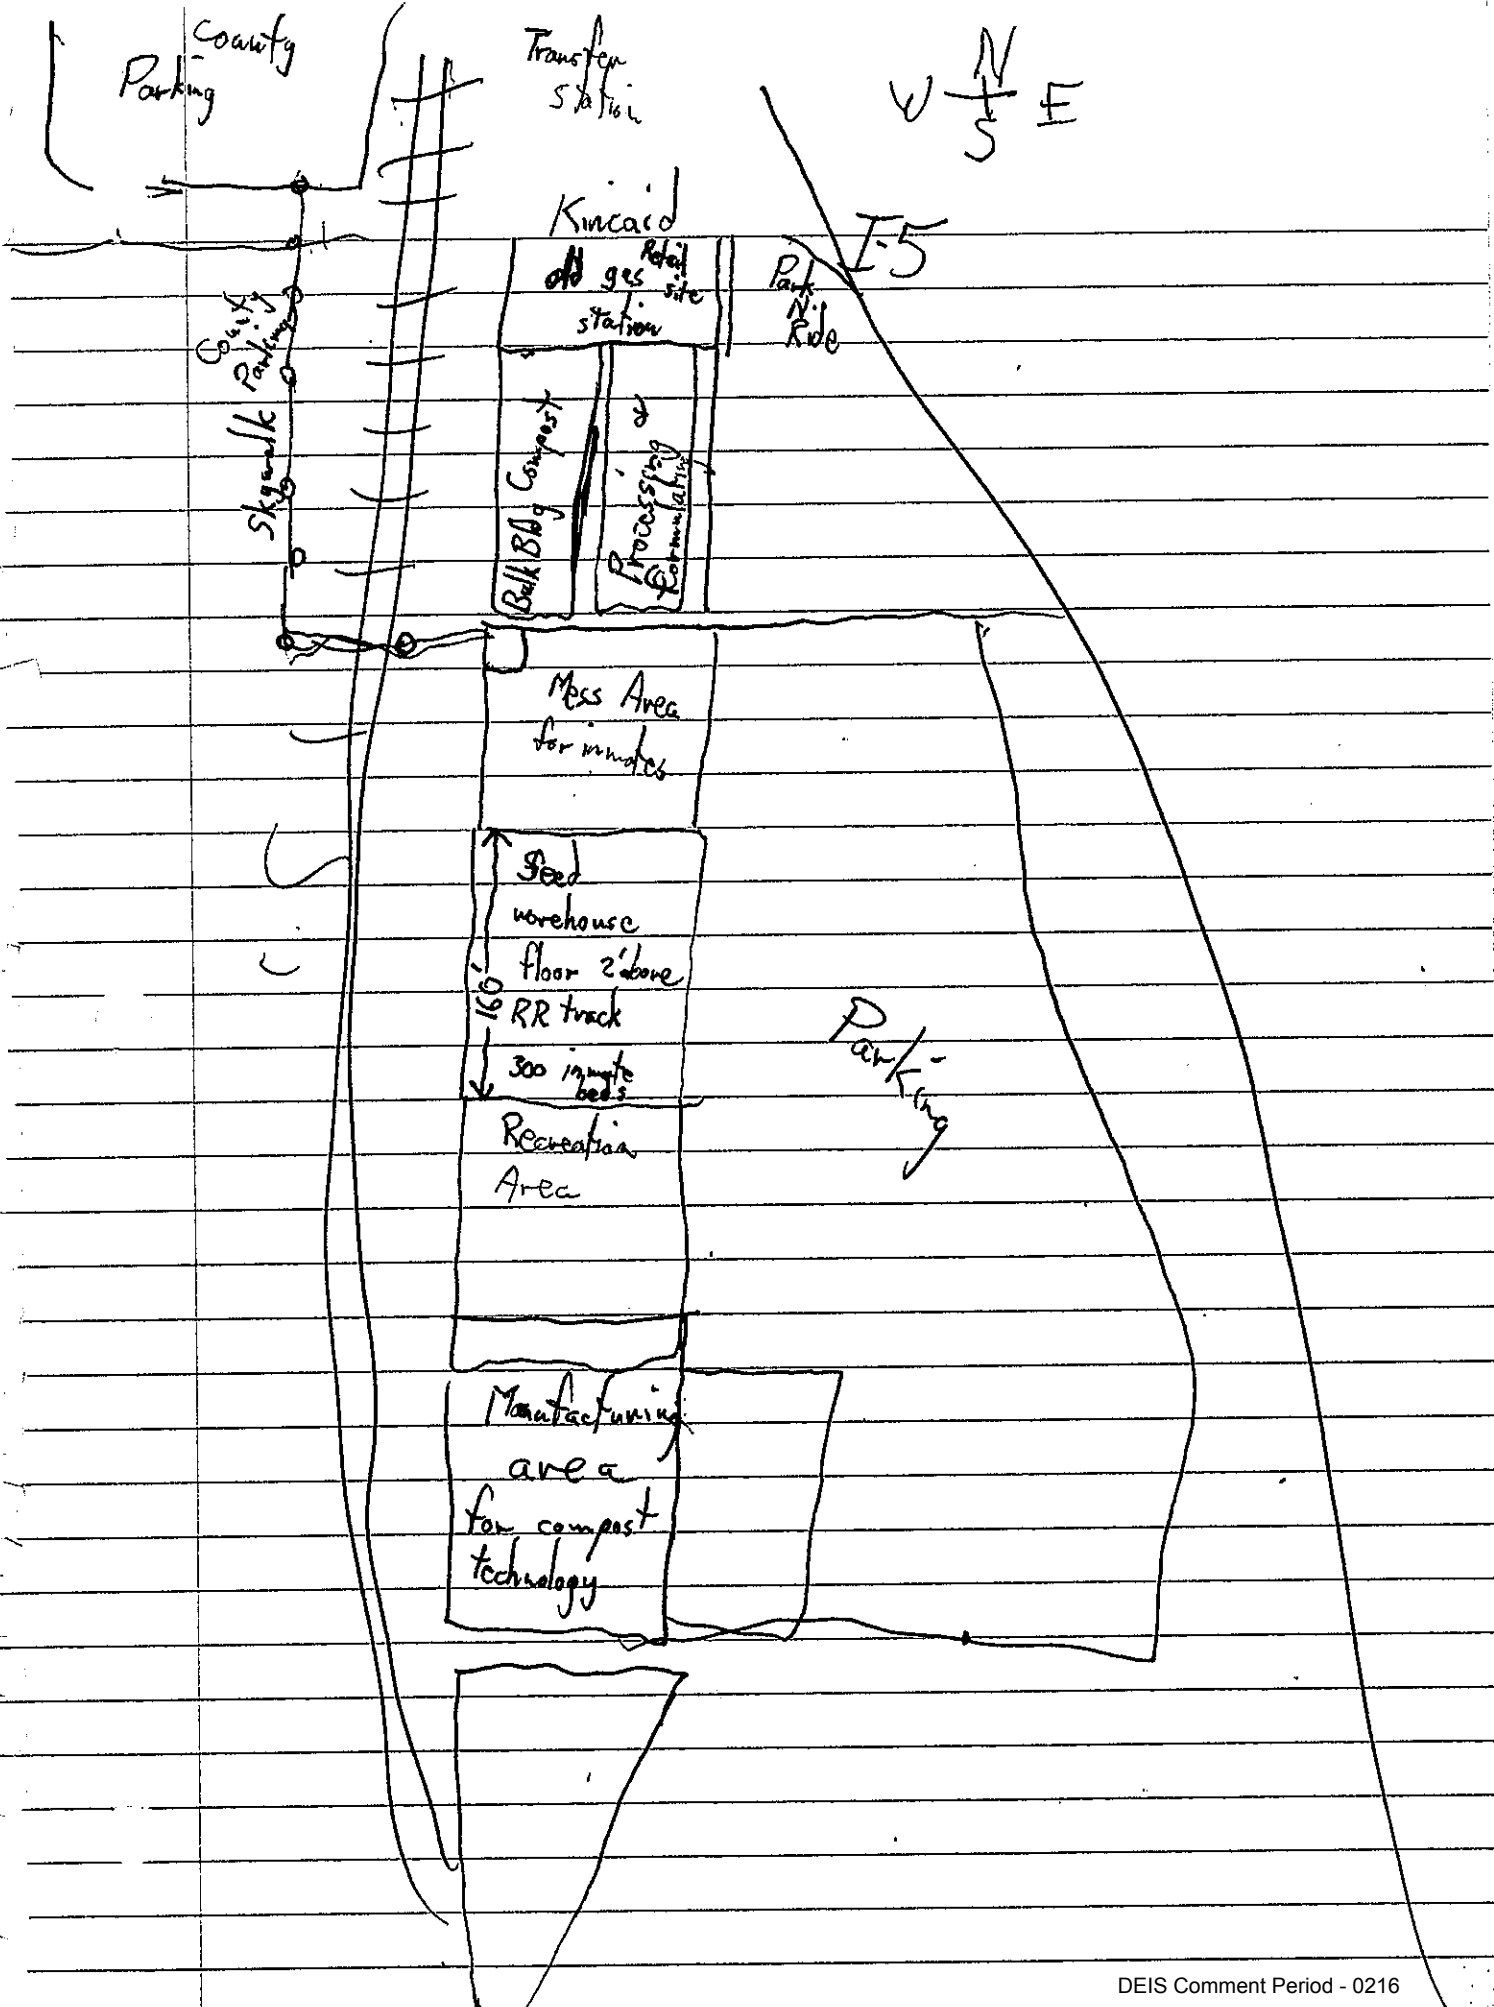 County
Parking
Transfer
Station
N
W E
S
Kincaid
I-5
old gas Retail
site
station
Park
N
Ride
County
Parking
Skywalk
Bulk Bldg Compost
Processing
&
Formulating
Mess Area
for inmates
160'
Seed
warehouse
floor 2' above
RR track
300 inmate
beds
Parking
Recreation
Area
Manufacturing
area
for compost
technology
DEIS Comment Period - 0216